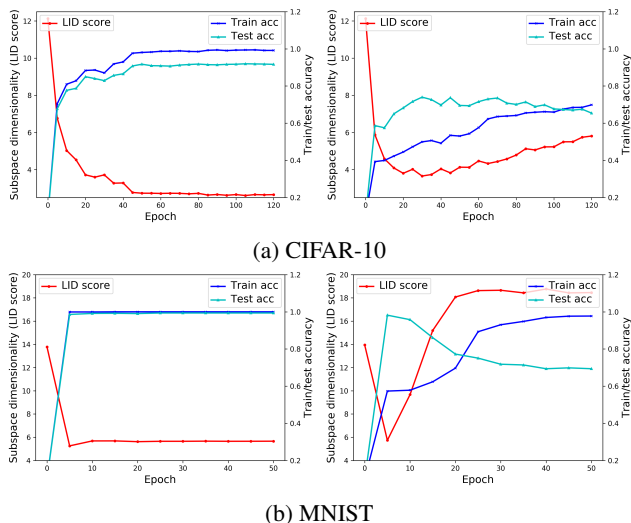 LID score
Train acc
Test acc
Subspace dimensionality (LID score)
12
10
8
6
4
1.2
1.0
0.8
0.6
0.4
0.2
Train/test accuracy
0 20 40 60 80 100 120
Epoch
LID score
Train acc
Test acc
Subspace dimensionality (LID score)
12
10
8
6
4
1.2
1.0
0.8
0.6
0.4
0.2
Train/test accuracy
0 20 40 60 80 100 120
Epoch
(a) CIFAR-10
LID score
Train acc
Test acc
Subspace dimensionality (LID score)
20
18
16
14
12
10
8
6
4
1.2
1.0
0.8
0.6
0.4
0.2
Train/test accuracy
0 10 20 30 40 50
Epoch
LID score
Train acc
Test acc
Subspace dimensionality (LID score)
20
18
16
14
12
10
8
6
4
1.2
1.0
0.8
0.6
0.4
0.2
Train/test accuracy
0 10 20 30 40 50
Epoch
(b) MNIST